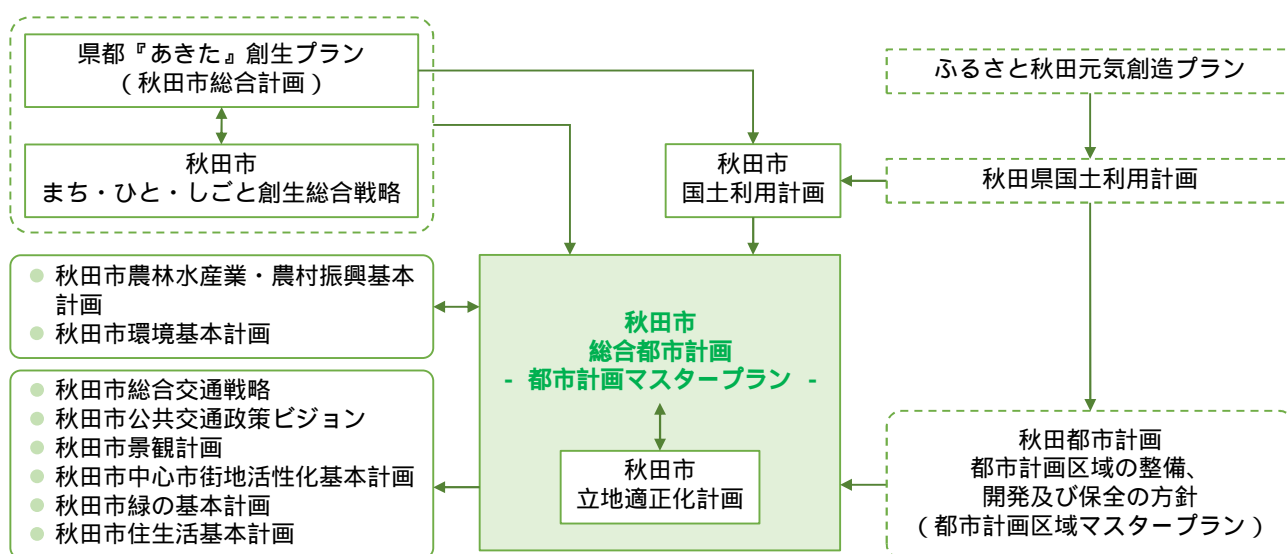 県都『あきた』創生プラン
（秋田市総合計画）
秋田市
まち・ひと・しごと創生総合戦略
秋田市
国土利用計画
ふるさと秋田元気創造プラン
秋田県国土利用計画
秋田市農林水産業・農村振興基本
計画
秋田市環境基本計画
秋田市総合交通戦略
秋田市公共交通政策ビジョン
秋田市景観計画
秋田市中心市街地活性化基本計画
秋田市緑の基本計画
秋田市住生活基本計画
秋田市
総合都市計画
- 都市計画マスタープラン -
秋田市
立地適正化計画
秋田都市計画
都市計画区域の整備、
開発及び保全の方針
（都市計画区域マスタープラン）